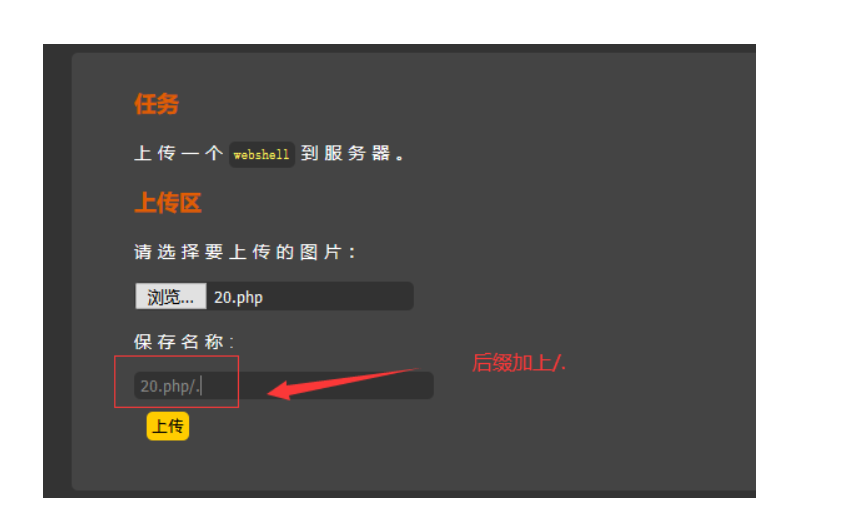 任务
上传一个 webshell 到服务器。
上传区
请选择要上传的图片:
浏览... 20.php
保存名称:
后缀加上/.
20.php/.
上传